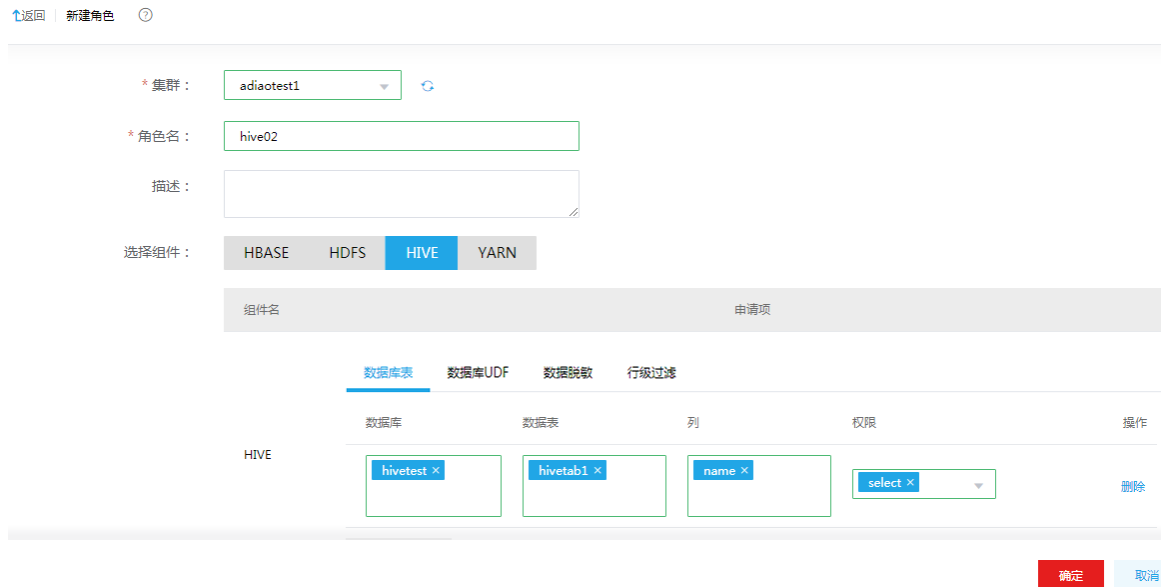 返回 新建角色 ?
* 集群： adiaotest1
* 角色名： hive02
描述：
选择组件： HBASE HDFS HIVE YARN
组件名 申请项
数据库表 数据库UDF 数据脱敏 行级过滤
数据库 数据表 列 权限 操作
HIVE
hivetest × hivetab1 × name × select × 删除
确定 取消